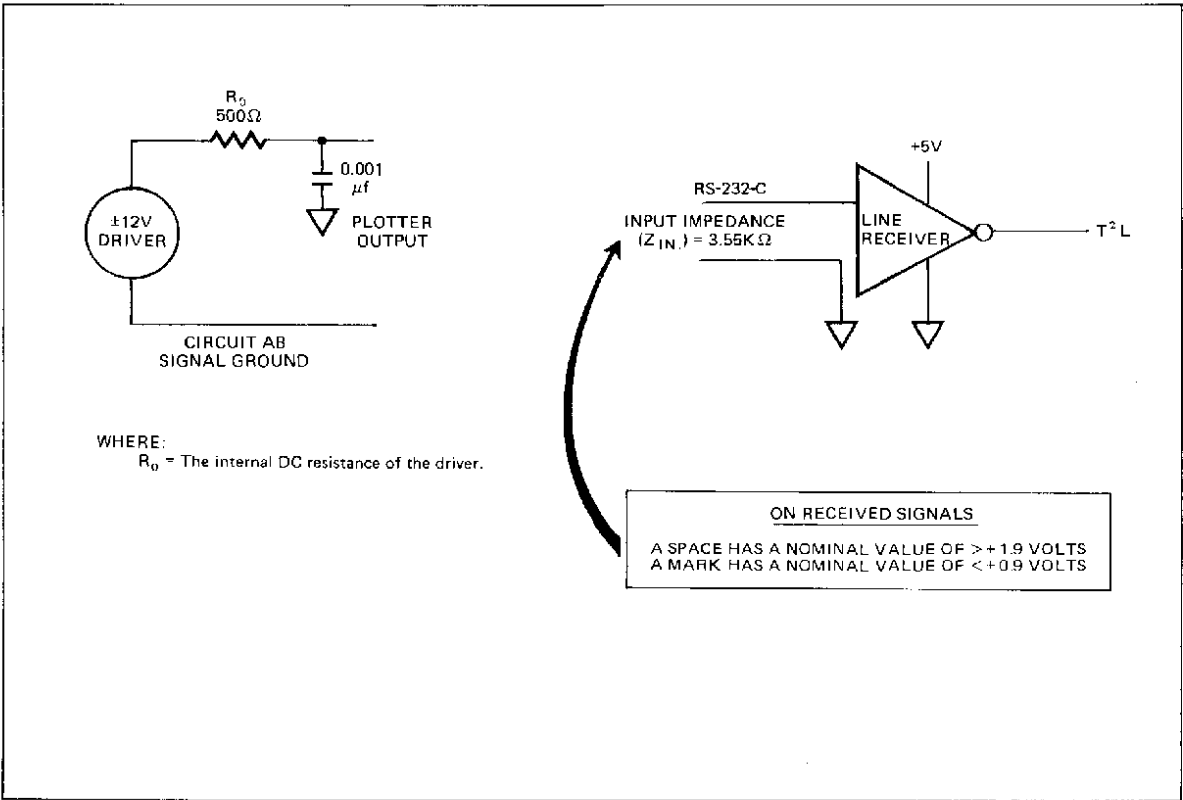 R₀
500Ω
0.001
μf
±12V
DRIVER
PLOTTER
OUTPUT
CIRCUIT AB
SIGNAL GROUND
WHERE:
R₀ = The internal DC resistance of the driver.
+5V
RS-232-C
INPUT IMPEDANCE
(Z IN.) = 3.55KΩ
LINE
RECEIVER
T²L
ON RECEIVED SIGNALS
A SPACE HAS A NOMINAL VALUE OF >+1.9 VOLTS
A MARK HAS A NOMINAL VALUE OF <+0.9 VOLTS